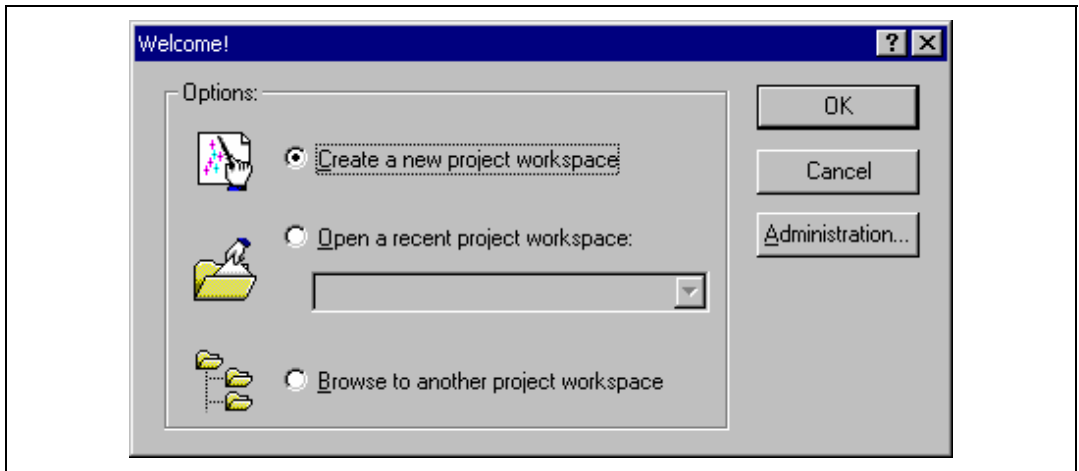 Welcome!
Options:
Create a new project workspace
Open a recent project workspace:
Browse to another project workspace
OK
Cancel
Administration...